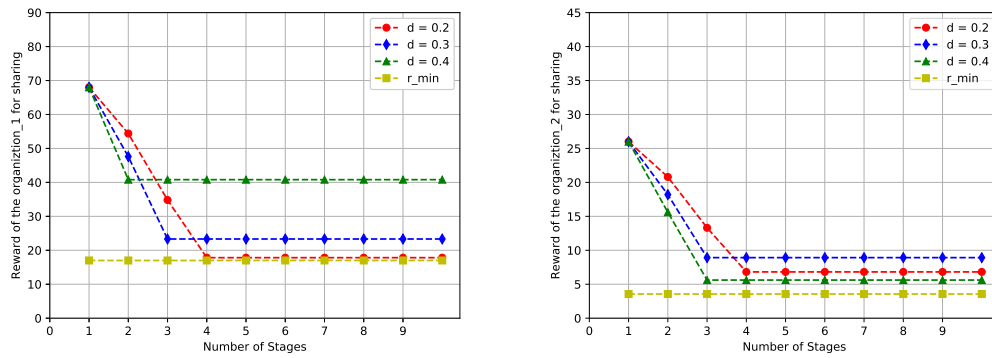 90
80
70
60
50
40
30
20
10
0
Reward of the organiztion_1 for sharing
d = 0.2
d = 0.3
d = 0.4
r_min
0 1 2 3 4 5 6 7 8 9
Number of Stages
45
40
35
30
25
20
15
10
5
0
Reward of the organiztion_2 for sharing
d = 0.2
d = 0.3
d = 0.4
r_min
0 1 2 3 4 5 6 7 8 9
Number of Stages